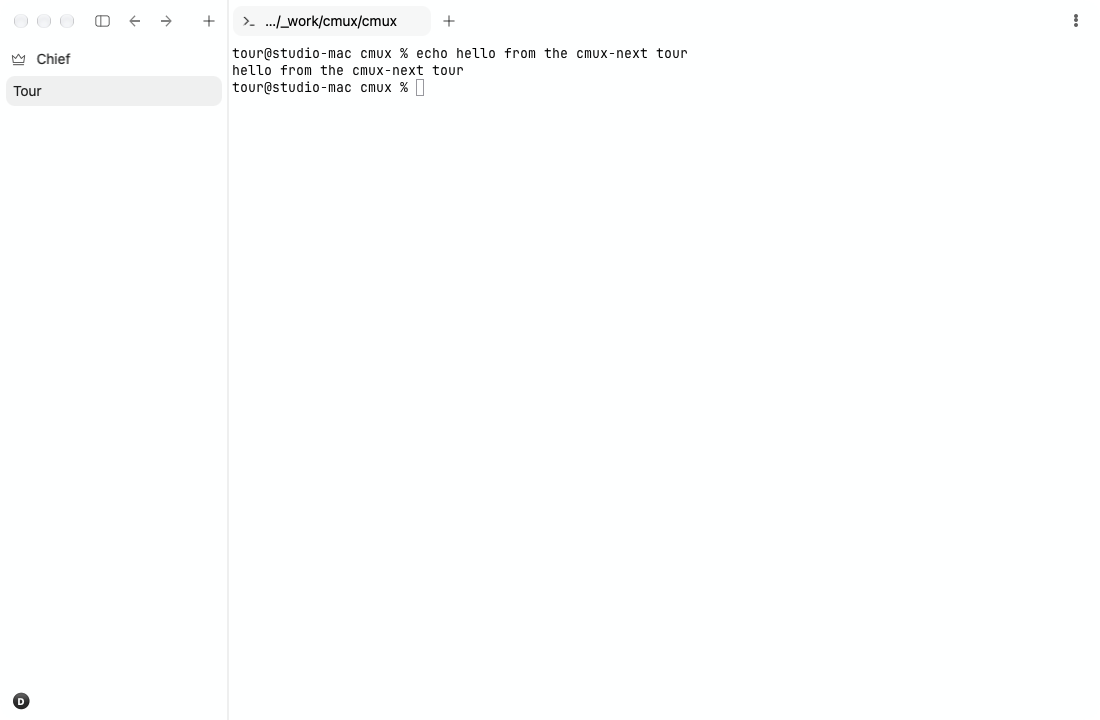 .../_work/cmux/cmux
Chief
Tour
tour@studio-mac cmux % echo hello from the cmux-next tour
hello from the cmux-next tour
tour@studio-mac cmux %
D